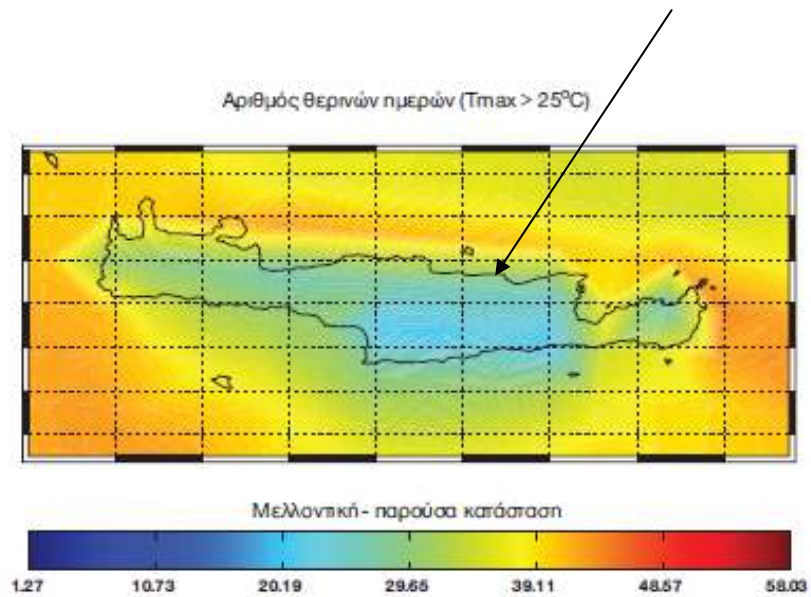 Αριθμός θερινών ημερών (Tmax > 25°C)
Μελλοντική - παρούσα κατάσταση
1.27 10.73 20.19 29.65 39.11 48.57 58.03